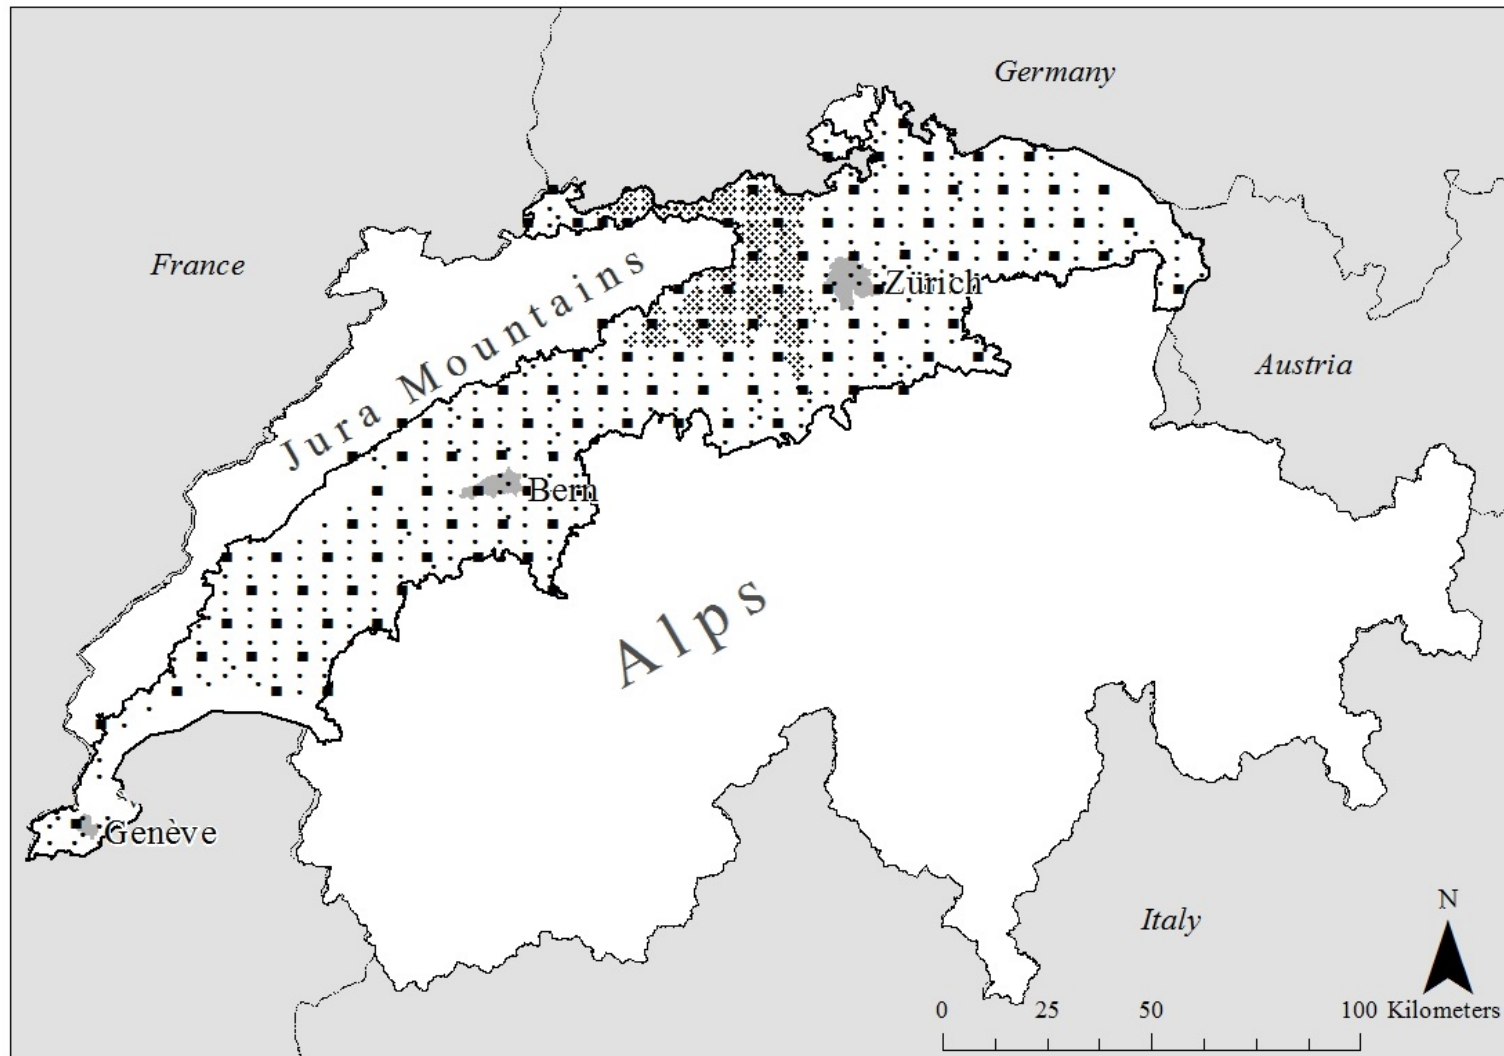 Germany
France
Zürich
Jura Mountains
Austria
Bern
Alps
Genève
Italy
N
0 25 50 100 Kilometers